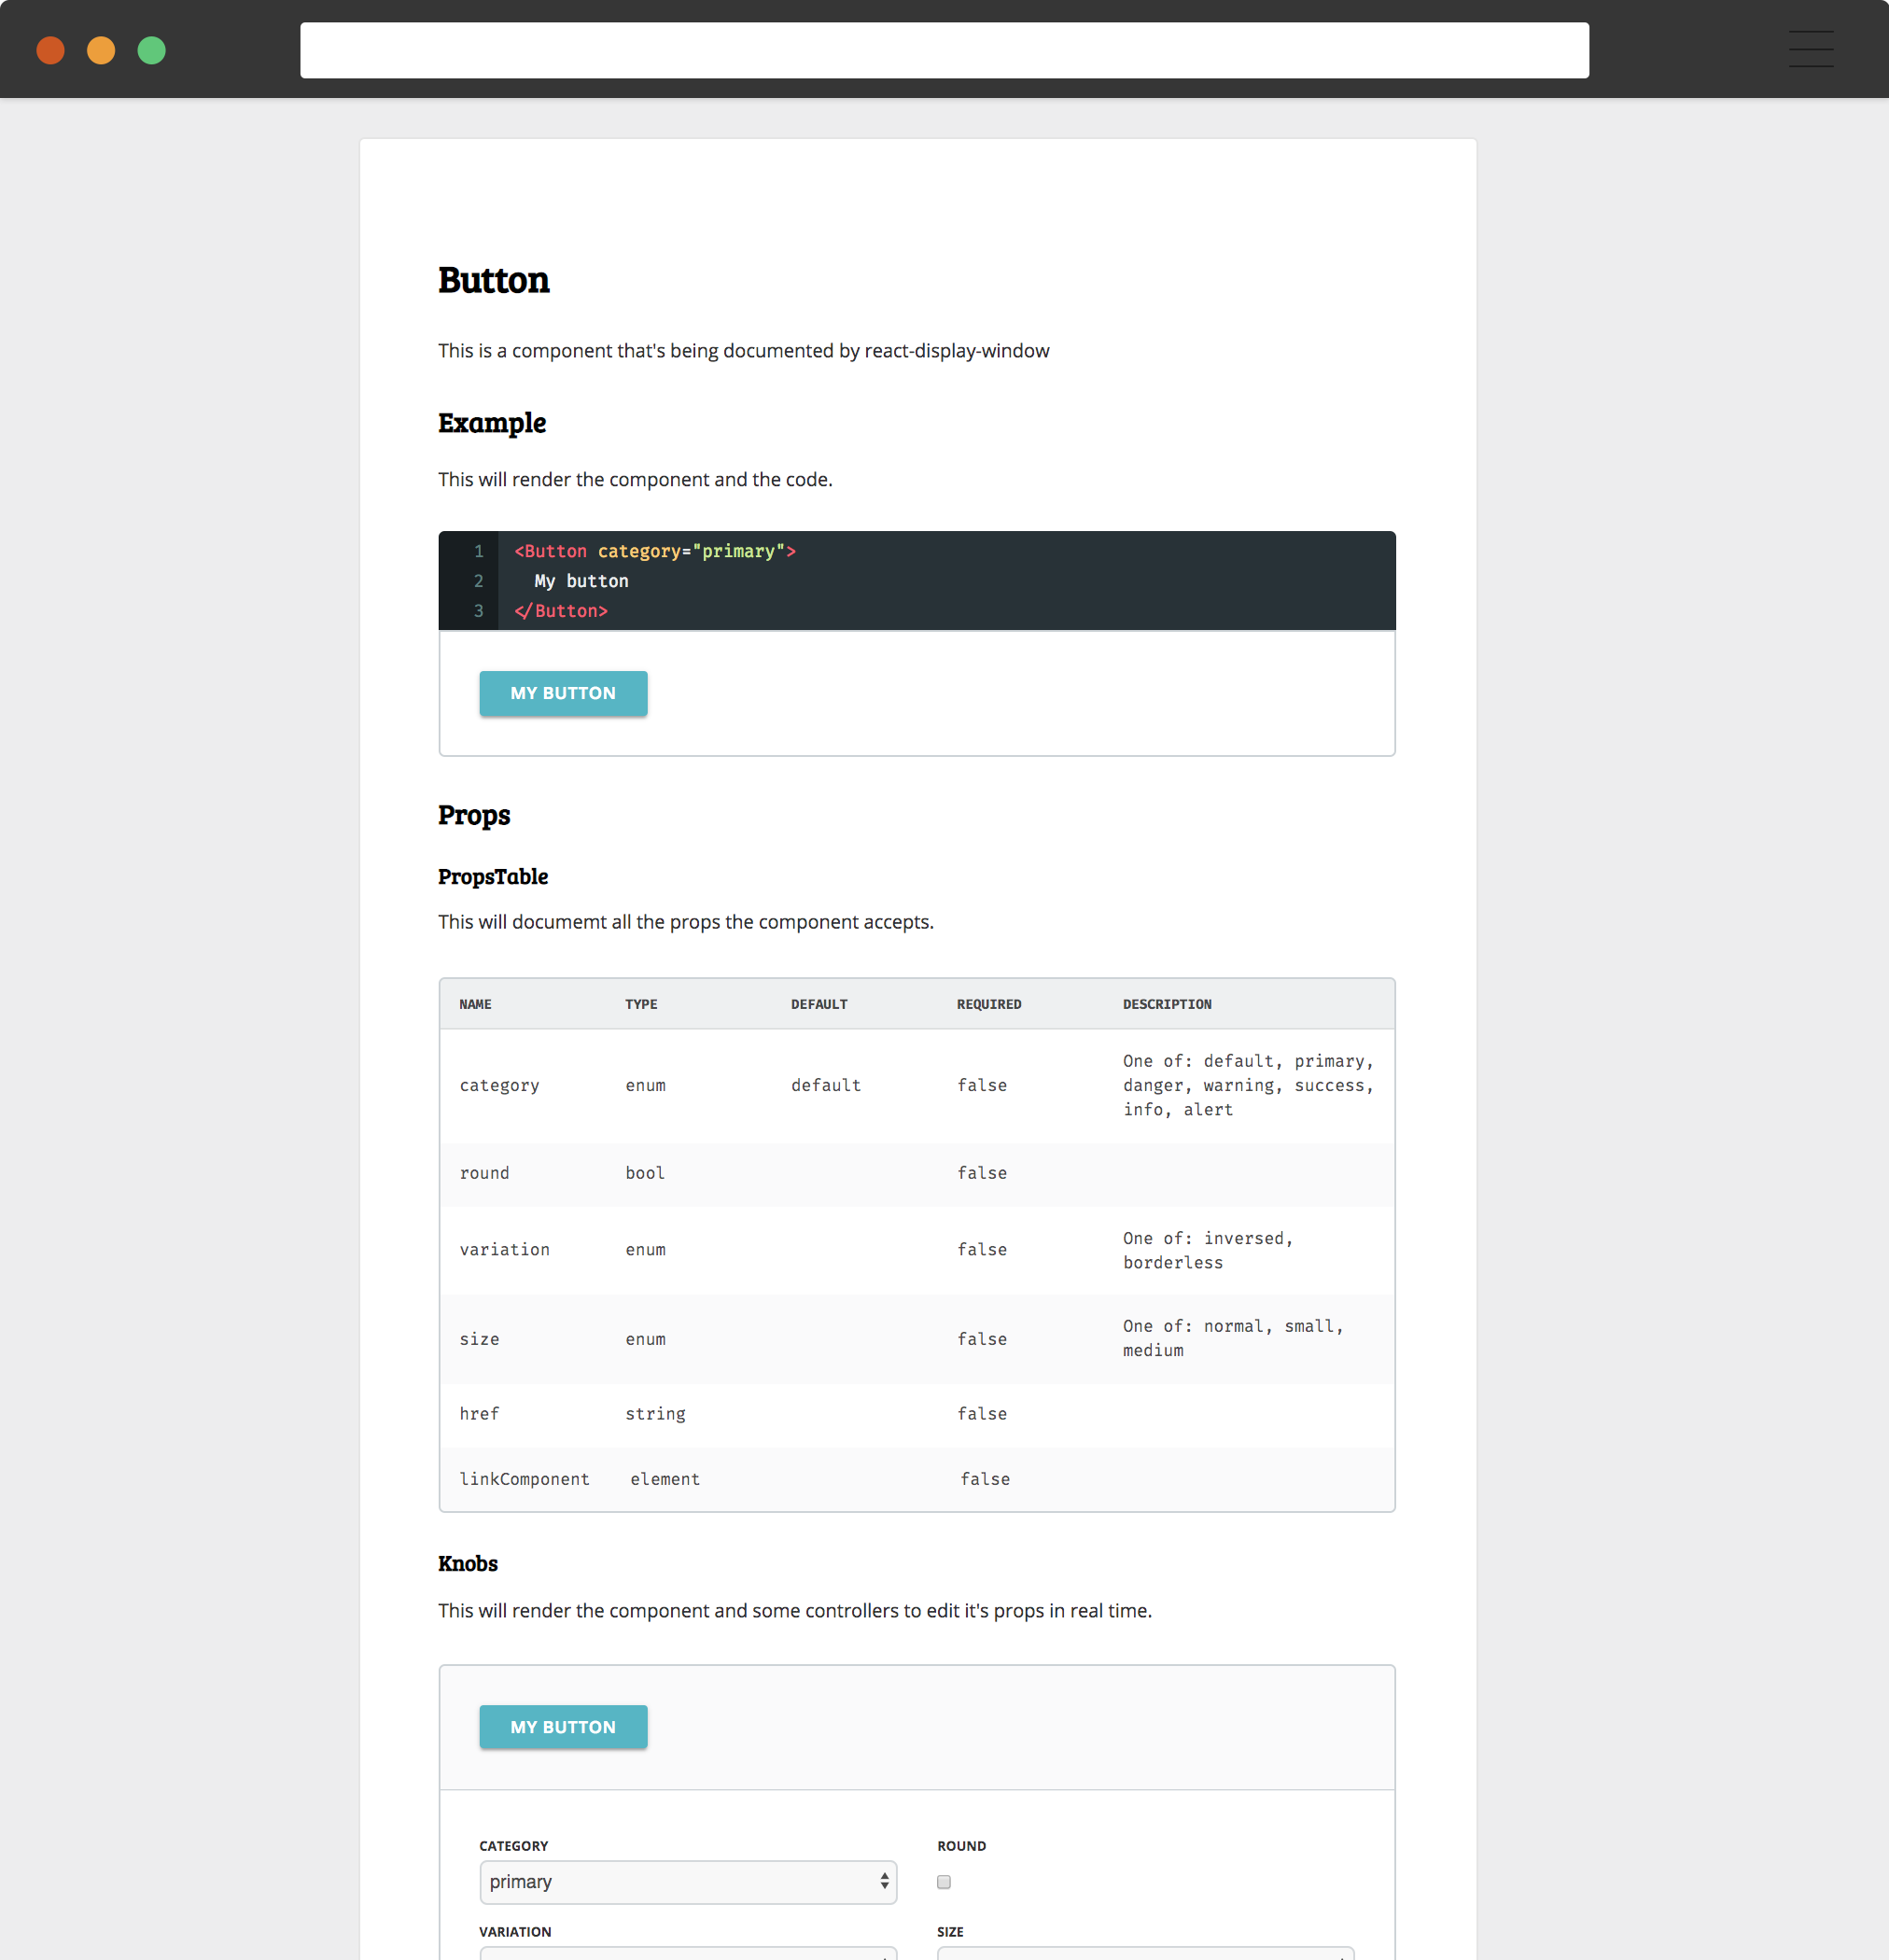 Button
This is a component that's being documented by react-display-window
Example
This will render the component and the code.
1 <Button category="primary">
2 My button
3 </Button>
MY BUTTON
Props
PropsTable
This will documemt all the props the component accepts.
NAME TYPE DEFAULT REQUIRED DESCRIPTION
category enum default false One of: default, primary,
danger, warning, success,
info, alert
round bool false
variation enum false One of: inversed,
borderless
size enum false One of: normal, small,
medium
href string false
linkComponent element false
Knobs
This will render the component and some controllers to edit it's props in real time.
MY BUTTON
CATEGORY ROUND
primary
VARIATION SIZE